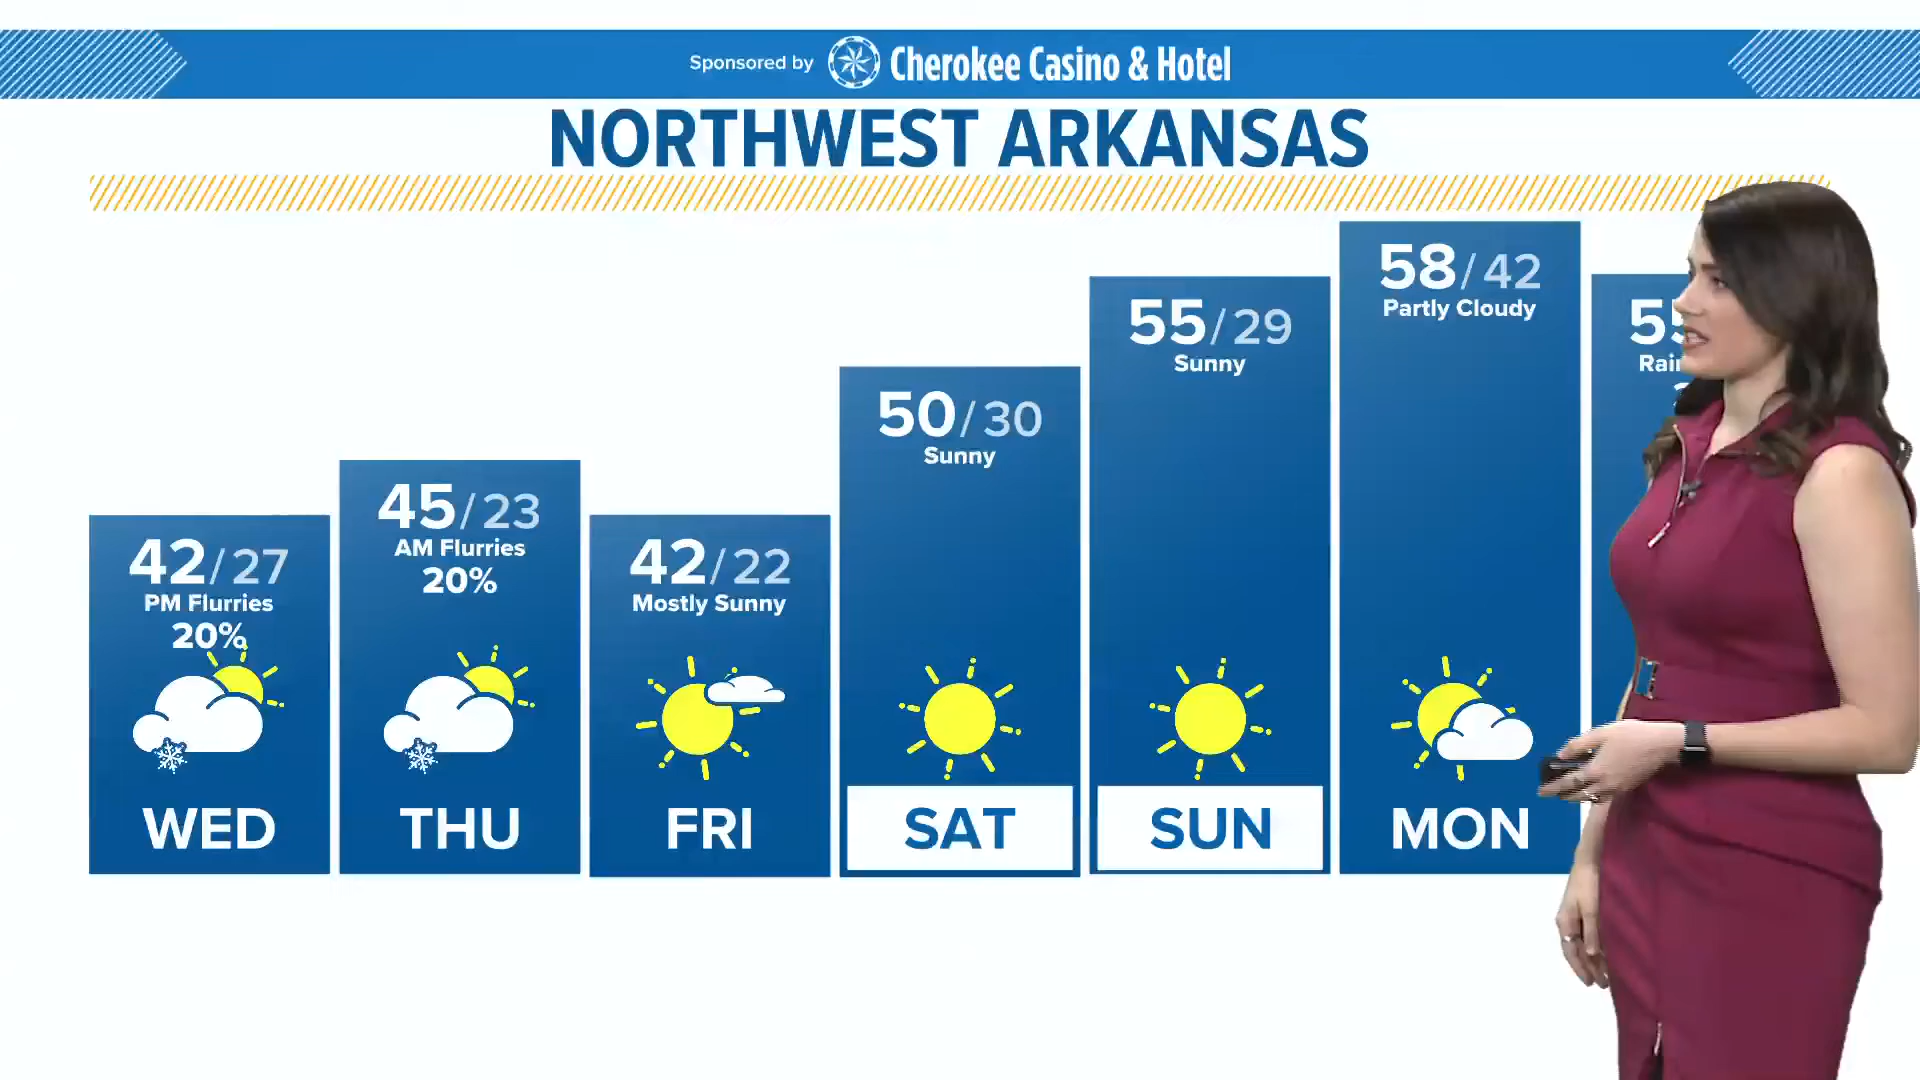 Sponsored by Cherokee Casino & Hotel
NORTHWEST ARKANSAS
42/27
PM Flurries
20%
WED
45/23
AM Flurries
20%
THU
42/22
Mostly Sunny
FRI
50/30
Sunny
SAT
55/29
Sunny
SUN
58/42
Partly Cloudy
MON